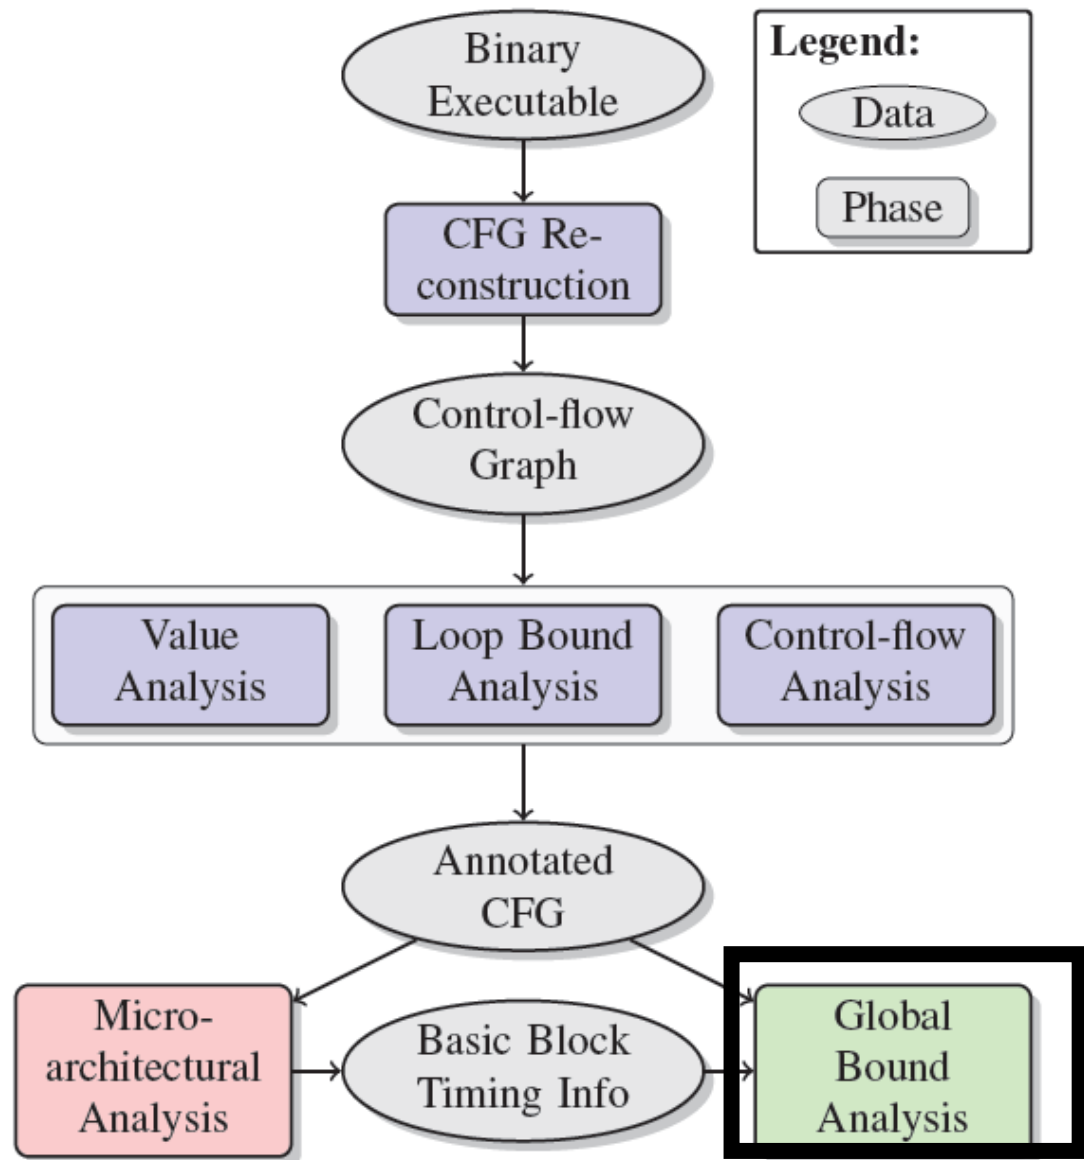 Binary
Executable
Legend:
Data
Phase
CFG Re-
construction
Control-flow
Graph
Value
Analysis
Loop Bound
Analysis
Control-flow
Analysis
Annotated
CFG
Micro-
architectural
Analysis
Basic Block
Timing Info
Global
Bound
Analysis